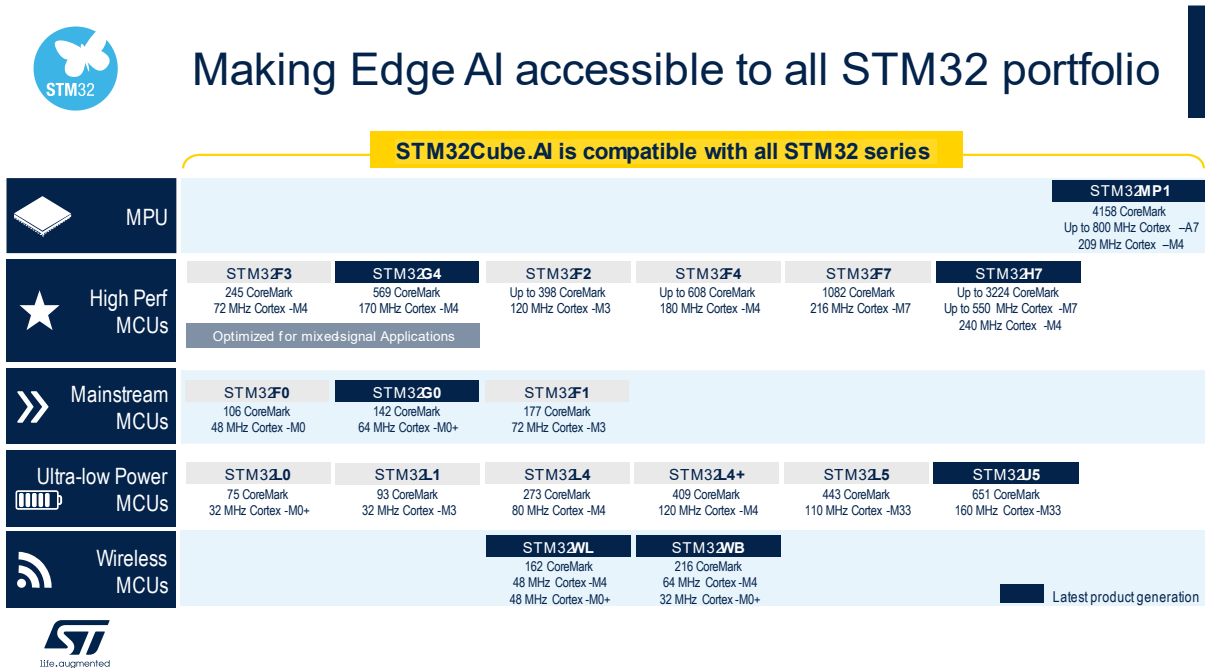 STM32
Making Edge AI accessible to all STM32 portfolio
STM32Cube.AI is compatible with all STM32 series
MPU
STM32MP1
4158 CoreMark
Up to 800 MHz Cortex –A7
209 MHz Cortex –M4
High Perf
MCUs
STM32F3
245 CoreMark
72 MHz Cortex -M4
STM32G4
569 CoreMark
170 MHz Cortex -M4
Optimized for mixedsignal Applications
STM32F2
Up to 398 CoreMark
120 MHz Cortex -M3
STM32F4
Up to 608 CoreMark
180 MHz Cortex -M4
STM32F7
1082 CoreMark
216 MHz Cortex -M7
STM32H7
Up to 3224 CoreMark
Up to 550 MHz Cortex -M7
240 MHz Cortex -M4
Mainstream
MCUs
STM32F0
106 CoreMark
48 MHz Cortex -M0
STM32G0
142 CoreMark
64 MHz Cortex -M0+
STM32F1
177 CoreMark
72 MHz Cortex -M3
Ultra-low Power
MCUs
STM32L0
75 CoreMark
32 MHz Cortex -M0+
STM32L1
93 CoreMark
32 MHz Cortex -M3
STM32L4
273 CoreMark
80 MHz Cortex -M4
STM32L4+
409 CoreMark
120 MHz Cortex -M4
STM32L5
443 CoreMark
110 MHz Cortex -M33
STM32U5
651 CoreMark
160 MHz Cortex -M33
Wireless
MCUs
STM32WL
162 CoreMark
48 MHz Cortex -M4
48 MHz Cortex -M0+
STM32WB
216 CoreMark
64 MHz Cortex -M4
32 MHz Cortex -M0+
Latest product generation
ST
life.augmented